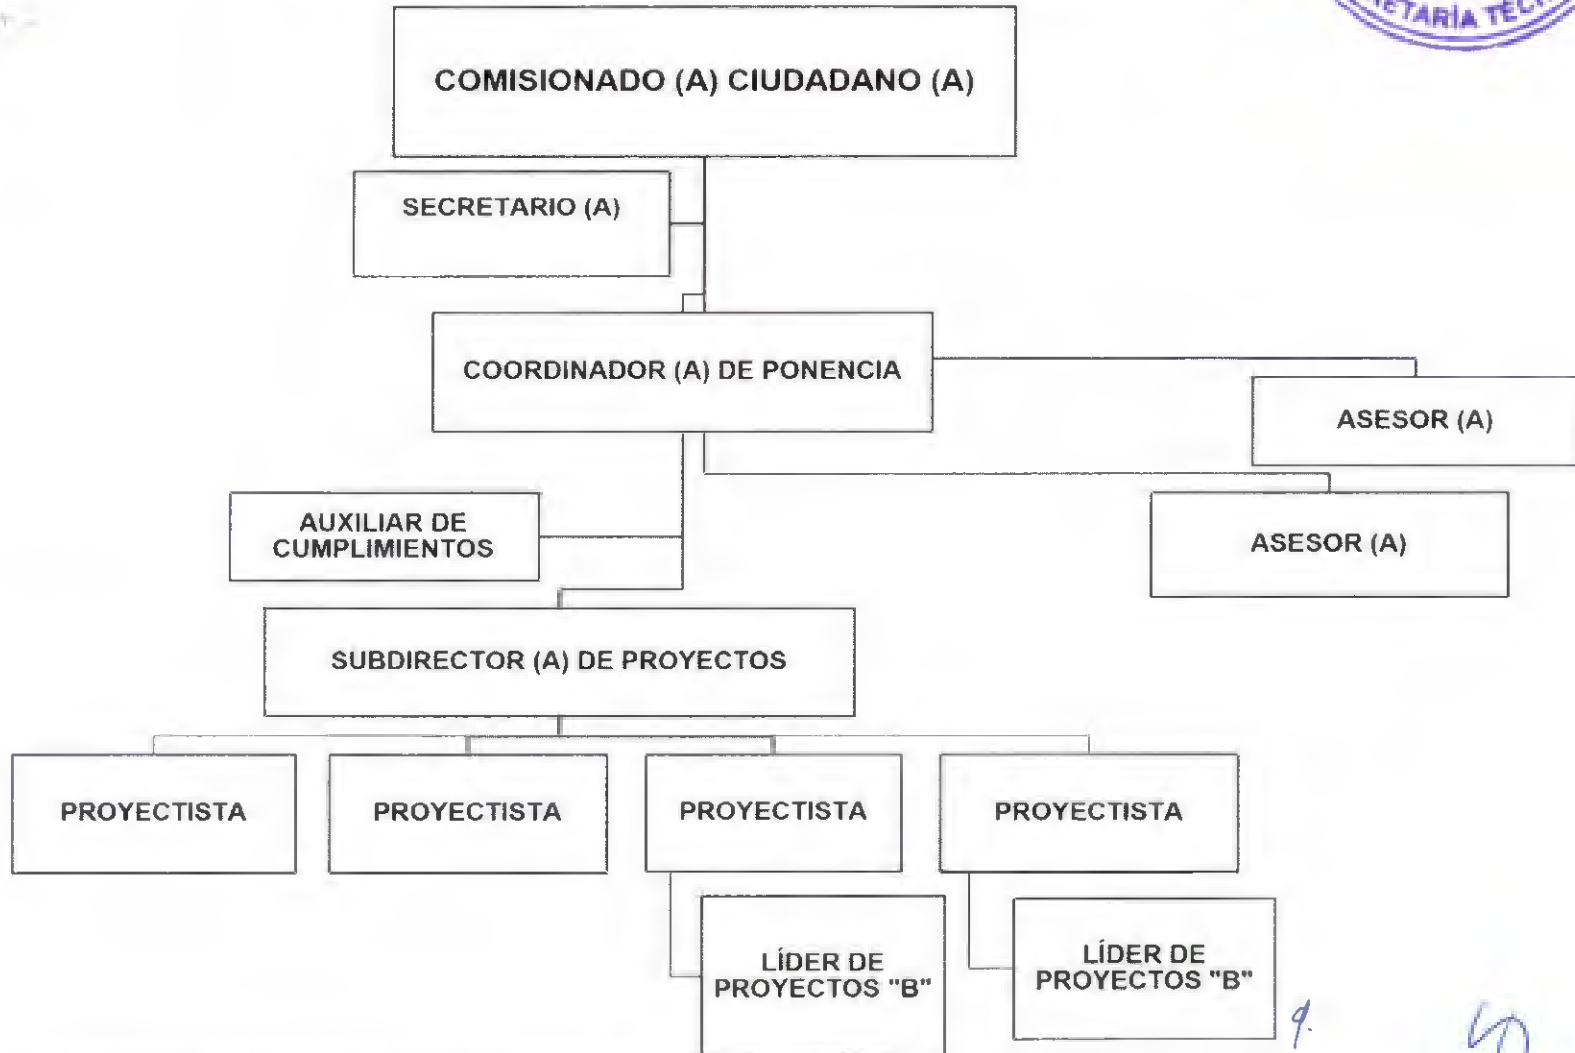 COMISIONADO (A) CIUDADANO (A)
SECRETARIO (A)
COORDINADOR (A) DE PONENCIA
ASESOR (A)
ASESOR (A)
AUXILIAR DE
CUMPLIMIENTOS
SUBDIRECTOR (A) DE PROYECTOS
PROYECTISTA
PROYECTISTA
PROYECTISTA
PROYECTISTA
LÍDER DE
PROYECTOS "B"
LÍDER DE
PROYECTOS "B"